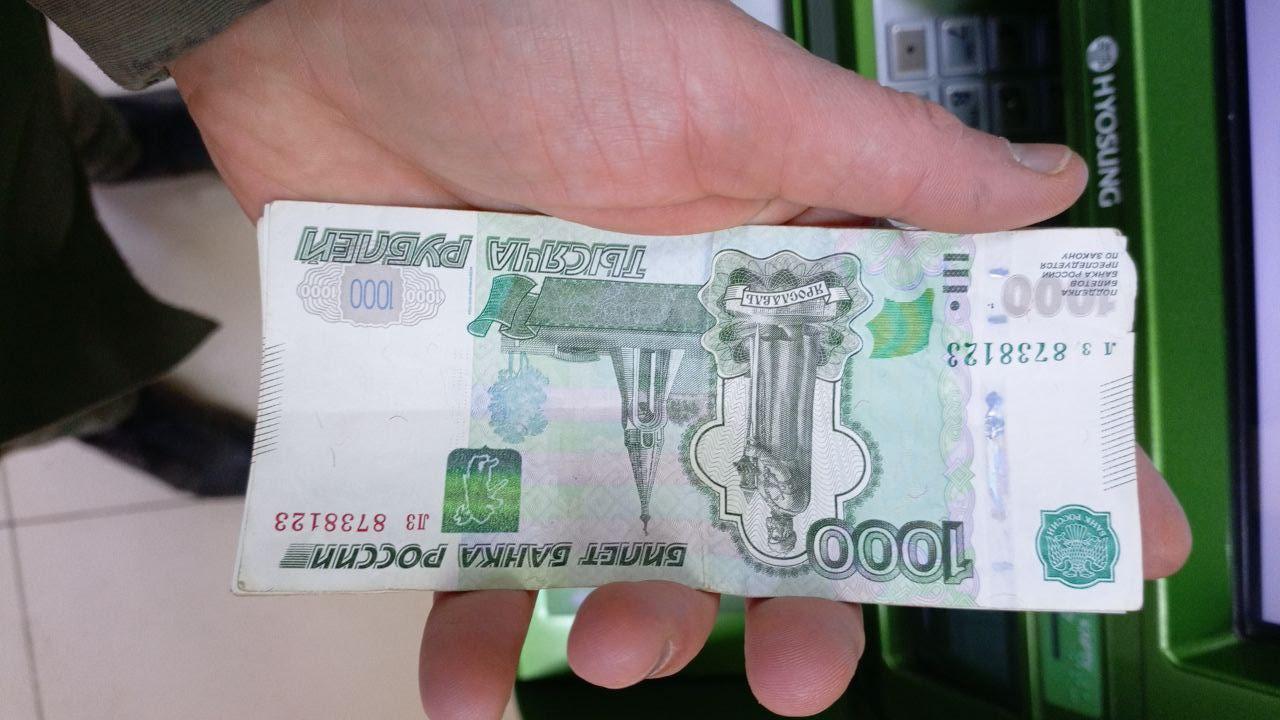 БАНК РОССИИ
1000
БИЛЕТ БАНКА РОССИИ
лз 8738123
лз 8738123
1000
ПОДДЕЛКА
БИЛЕТОВ
БАНКА РОССИИ
ПРЕСЛЕДУЕТСЯ
ПО ЗАКОНУ
ЯРОСЛАВЛЬ
1000 1000 1000
ТЫСЯЧА РУБЛЕЙ
HYOSUNG